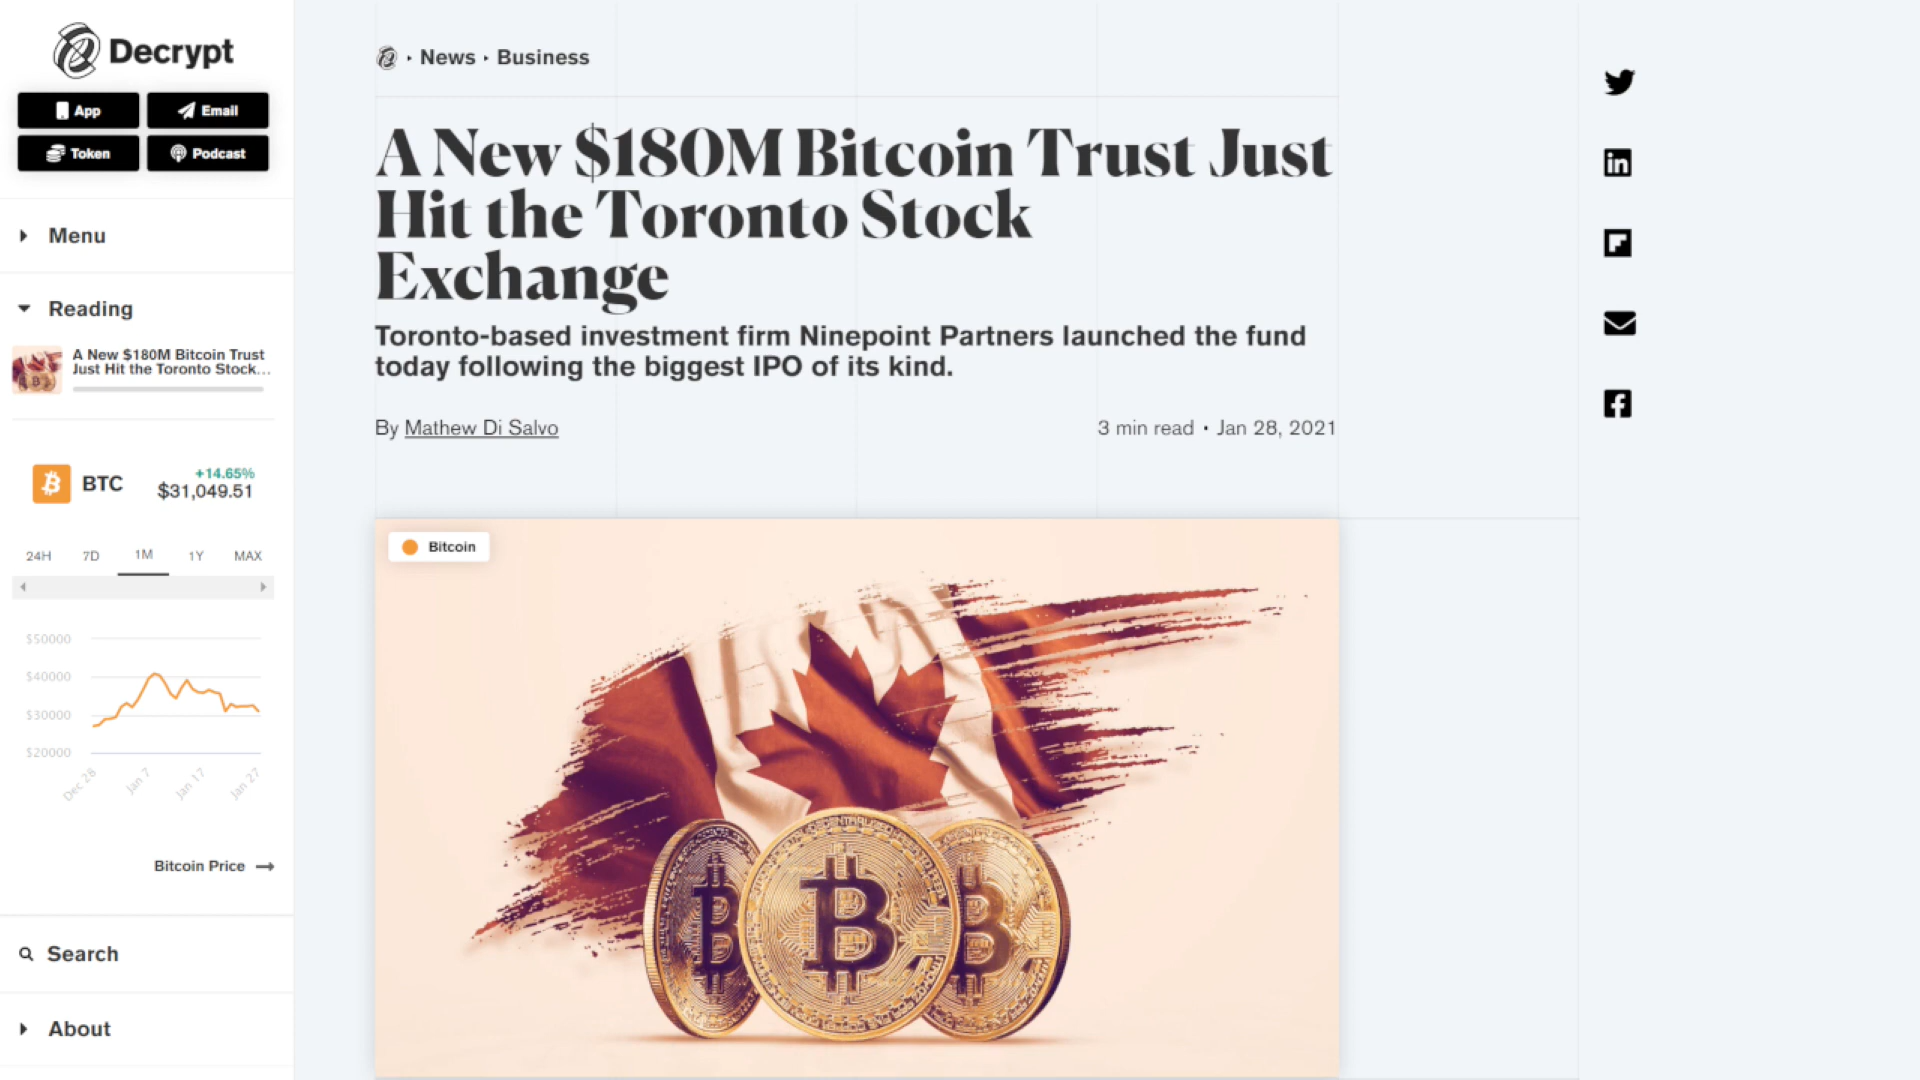 Decrypt
App
Email
Token
Podcast
Menu
Reading
A New $180M Bitcoin Trust
Just Hit the Toronto Stock...
BTC
+14.65%
$31,049.51
24H 7D 1M 1Y MAX
$50000
$40000
$30000
$20000
Dec 28 Jan 7 Jan 17 Jan 27
Bitcoin Price →
Search
About
News · Business
A New $180M Bitcoin Trust Just
Hit the Toronto Stock
Exchange
Toronto-based investment firm Ninepoint Partners launched the fund
today following the biggest IPO of its kind.
By Mathew Di Salvo
3 min read · Jan 28, 2021
Bitcoin